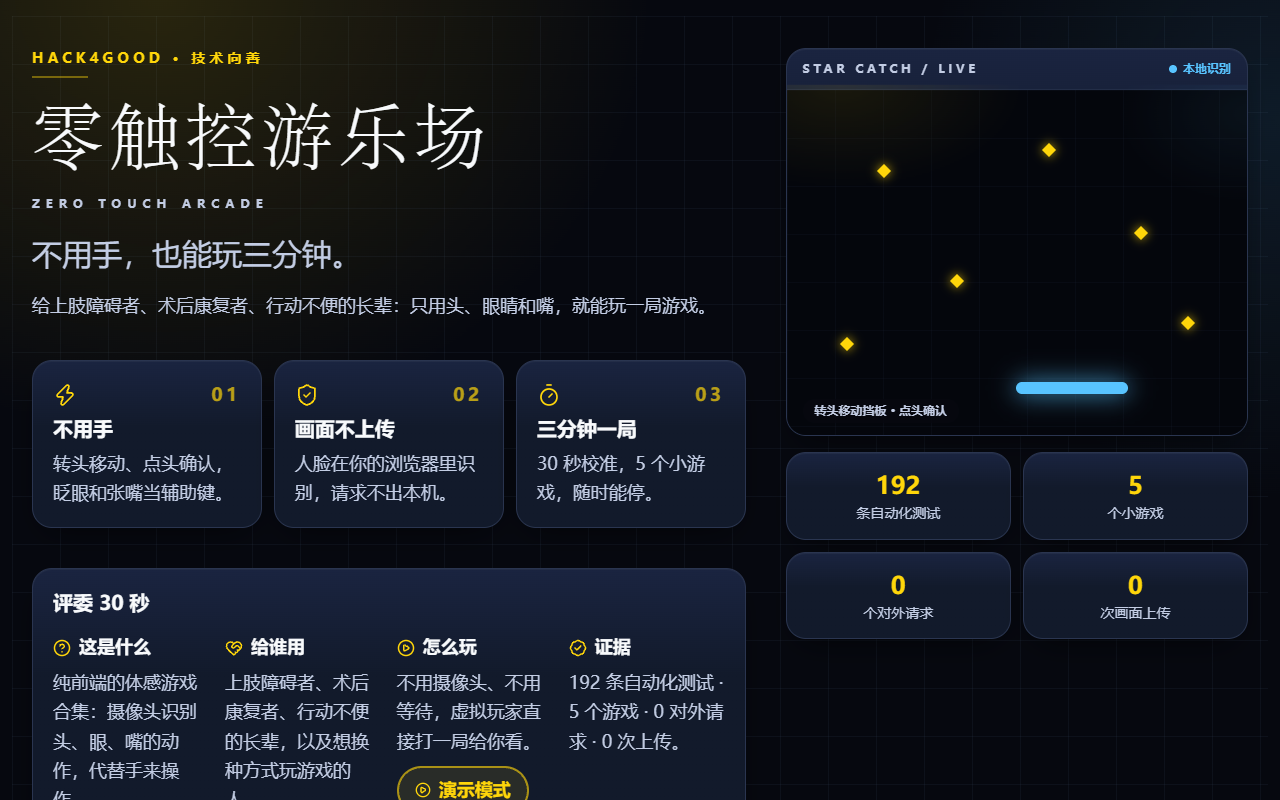 HACK4GOOD • 技术向善
零触控游乐场
ZERO TOUCH ARCADE
不用手，也能玩三分钟。
给上肢障碍者、术后康复者、行动不便的长辈：只用头、眼睛和嘴，就能玩一局游戏。
01
不用手
转头移动、点头确认，
眨眼和张嘴当辅助键。
02
画面不上传
人脸在你的浏览器里识
别，请求不出本机。
03
三分钟一局
30 秒校准，5 个小游
戏，随时能停。
评委 30 秒
这是什么
纯前端的体感游戏
合集：摄像头识别
头、眼、嘴的动
作，代替手来操
作。
给谁用
上肢障碍者、术后
康复者、行动不便
的长辈，以及想换
种方式玩游戏的
人。
怎么玩
不用摄像头、不用
等待，虚拟玩家直
接打一局给你看。
演示模式
证据
192 条自动化测试 ·
5 个游戏 · 0 对外请
求 · 0 次上传。
STAR CATCH / LIVE
本地识别
转头移动挡板 • 点头确认
192
条自动化测试
5
个小游戏
0
个对外请求
0
次画面上传